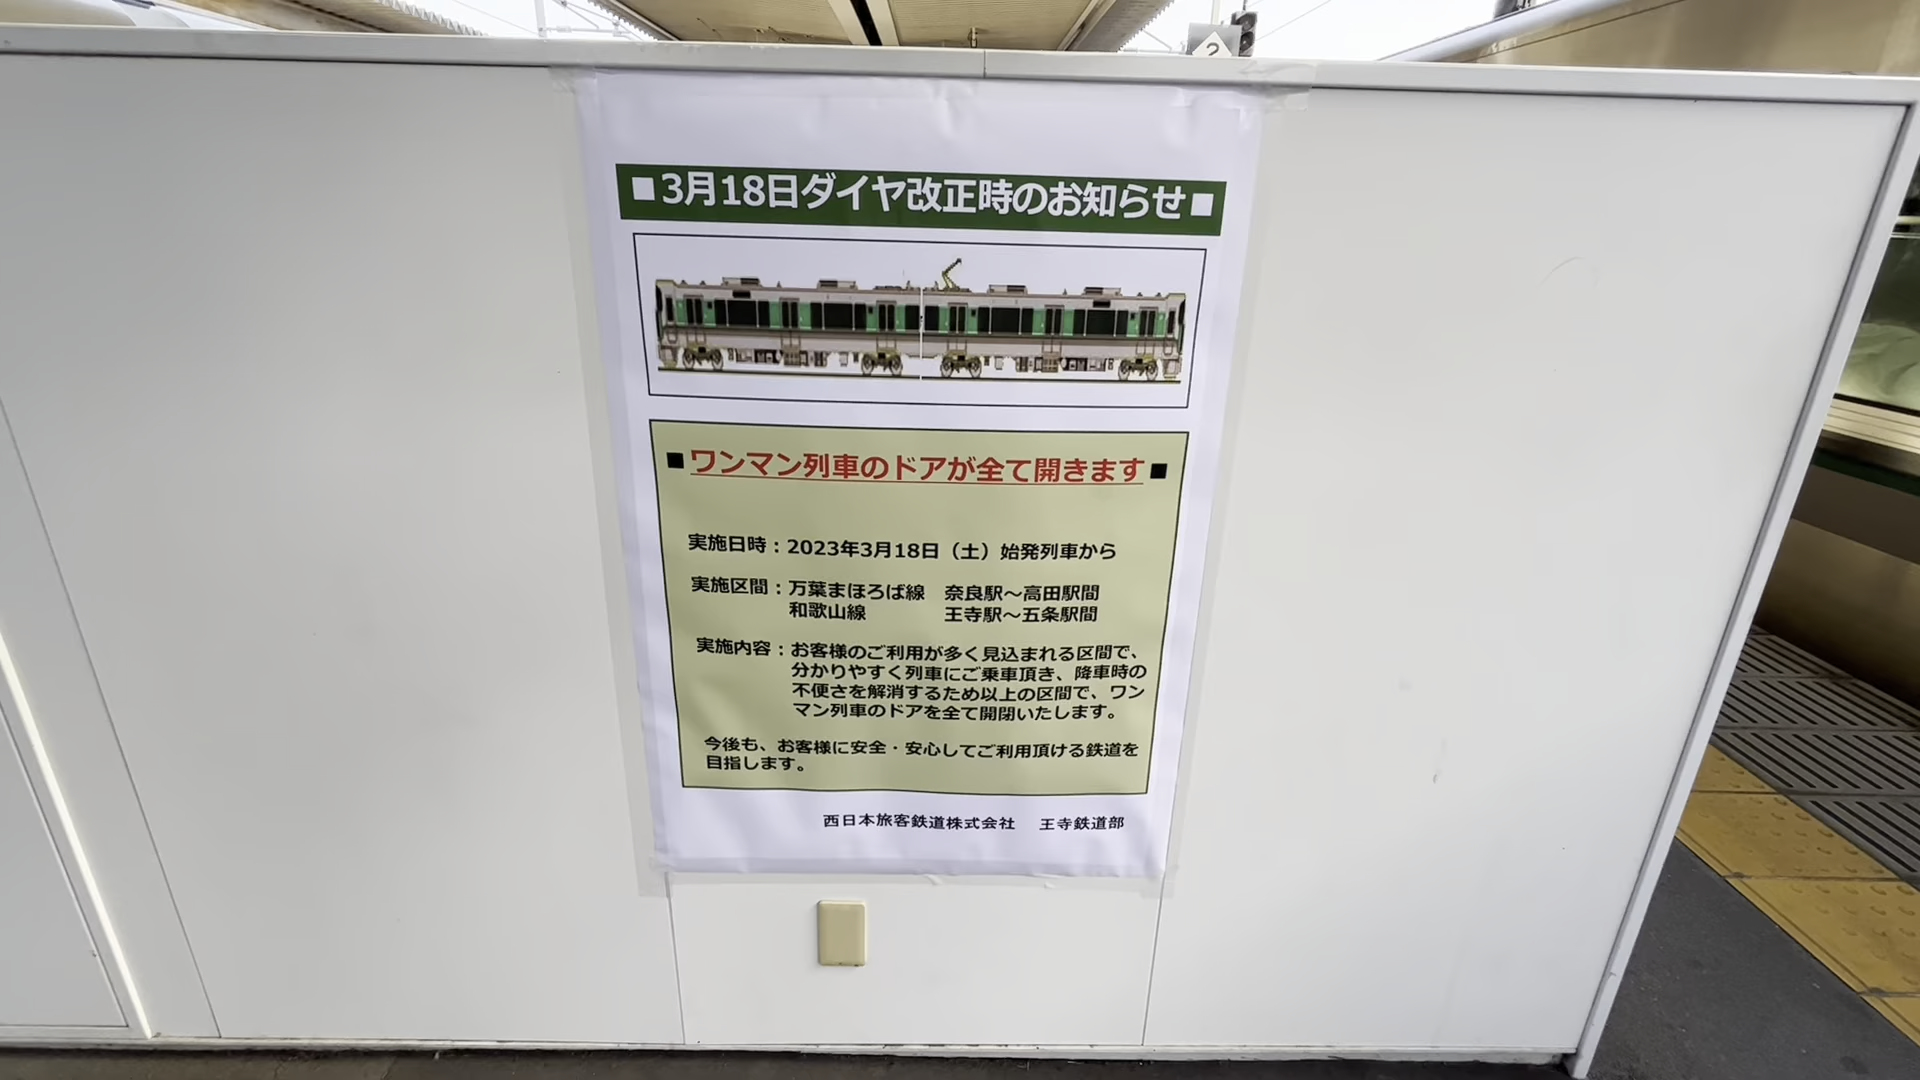 2
■3月18日ダイヤ改正時のお知らせ■
■ワンマン列車のドアが全て開きます■
実施日時：2023年3月18日（土）始発列車から
実施区間：万葉まほろば線　奈良駅～高田駅間
和歌山線　王寺駅～五条駅間
実施内容：お客様のご利用が多く見込まれる区間で、
分かりやすく列車にご乗車頂き、降車時の
不便さを解消するため以上の区間で、ワン
マン列車のドアを全て開閉いたします。
今後も、お客様に安全・安心してご利用頂ける鉄道を
目指します。
西日本旅客鉄道株式会社　王寺鉄道部